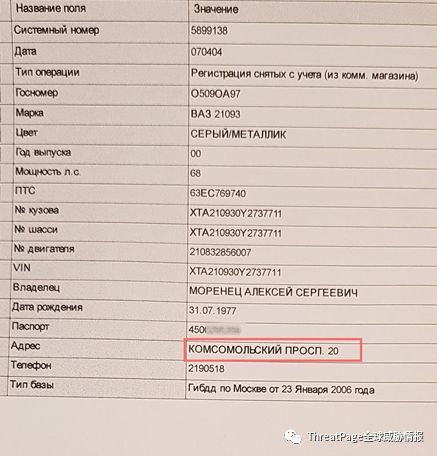 Название поля Значение
Системный номер 5899138
Дата 070404
Тип операции Регистрация снятых с учета (из комм. магазина)
Госномер О509ОА97
Марка ВАЗ 21093
Цвет СЕРЫЙ/МЕТАЛЛИК
Год выпуска 00
Мощность л.с. 68
ПТС 63ЕС769740
№ кузова XTA210930Y2737711
№ шасси XTA210930Y2737711
№ двигателя 210832856007
VIN XTA210930Y2737711
Владелец МОРЕНЕЦ АЛЕКСЕЙ СЕРГЕЕВИЧ
Дата рождения 31.07.1977
Паспорт 450
Адрес КОМСОМОЛЬСКИЙ ПРОСП. 20
Телефон 2190518
Тип базы Гибдд по Москве от 23 Января 2006 года
ThreatPage全球威胁情报